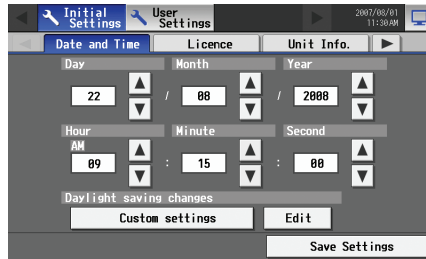 Initial Settings
User Settings
2007/08/01
11:30AM
Date and Time
Licence
Unit Info.
Day
Month
Year
22 / 08 / 2008
Hour
Minute
Second
AM
09 : 15 : 00
Daylight saving changes
Custom settings
Edit
Save Settings